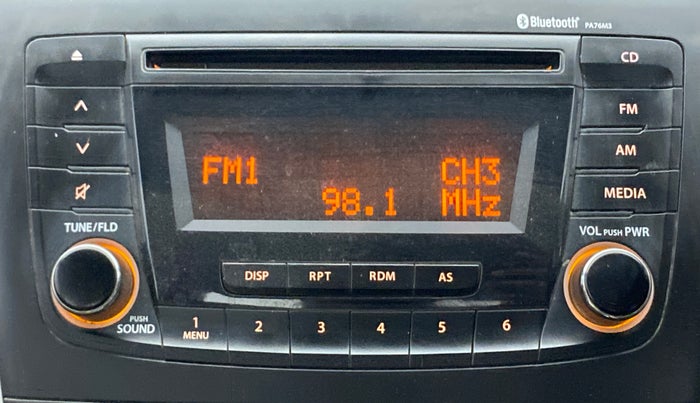 Bluetooth® PA76M3
CD
FM
AM
MEDIA
FM1 CH3
98.1 MHz
TUNE/FLD
VOL PUSH PWR
DISP RPT RDM AS
PUSH
SOUND
1 2 3 4 5 6
MENU